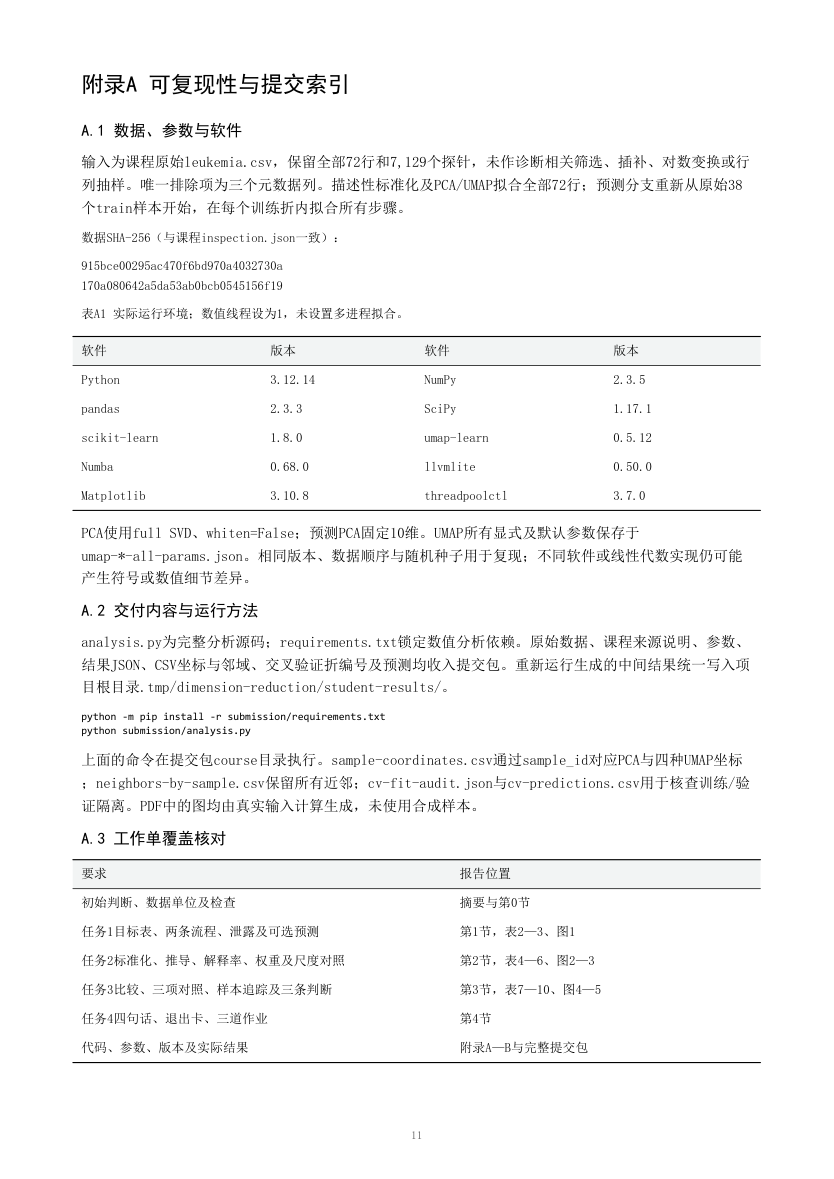 附录A 可复现性与提交索引
A.1 数据、参数与软件
输入为课程原始leukemia.csv，保留全部72行和7,129个探针，未作诊断相关筛选、插补、对数变换或行
列抽样。唯一排除项为三个元数据列。描述性标准化及PCA/UMAP拟合全部72行；预测分支重新从原始38
个train样本开始，在每个训练折内拟合所有步骤。
数据SHA-256（与课程inspection.json一致）：
915bce00295ac470f6bd970a4032730a
170a080642a5da53ab0bcb0545156f19
表A1 实际运行环境；数值线程设为1，未设置多进程拟合。
软件 版本 软件 版本
Python 3.12.14 NumPy 2.3.5
pandas 2.3.3 SciPy 1.17.1
scikit-learn 1.8.0 umap-learn 0.5.12
Numba 0.68.0 llvmlite 0.50.0
Matplotlib 3.10.8 threadpoolctl 3.7.0
PCA使用full SVD、whiten=False；预测PCA固定10维。UMAP所有显式及默认参数保存于
umap-*-all-params.json。相同版本、数据顺序与随机种子用于复现；不同软件或线性代数实现仍可能
产生符号或数值细节差异。
A.2 交付内容与运行方法
analysis.py为完整分析源码；requirements.txt锁定数值分析依赖。原始数据、课程来源说明、参数、
结果JSON、CSV坐标与邻域、交叉验证折编号及预测均收入提交包。重新运行生成的中间结果统一写入项
目根目录.tmp/dimension-reduction/student-results/。
python -m pip install -r submission/requirements.txt
python submission/analysis.py
上面的命令在提交包course目录执行。sample-coordinates.csv通过sample_id对应PCA与四种UMAP坐标
；neighbors-by-sample.csv保留所有近邻；cv-fit-audit.json与cv-predictions.csv用于核查训练/验
证隔离。PDF中的图均由真实输入计算生成，未使用合成样本。
A.3 工作单覆盖核对
要求 报告位置
初始判断、数据单位及检查 摘要与第0节
任务1目标表、两条流程、泄露及可选预测 第1节，表2—3、图1
任务2标准化、推导、解释率、权重及尺度对照 第2节，表4—6、图2—3
任务3比较、三项对照、样本追踪及三条判断 第3节，表7—10、图4—5
任务4四句话、退出卡、三道作业 第4节
代码、参数、版本及实际结果 附录A—B与完整提交包
11